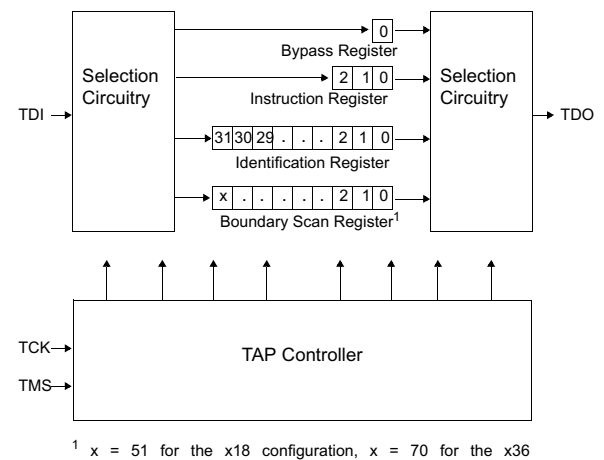 0
Bypass Register
Selection
Circuitry
2 1 0
Selection
Circuitry
Instruction Register
TDI
TDO
31 30 29 . . . 2 1 0
Identification Register
x . . . . . 2 1 0
Boundary Scan Register1
TCK
TAP Controller
TMS
1 x = 51 for the x18 configuration, x = 70 for the x36